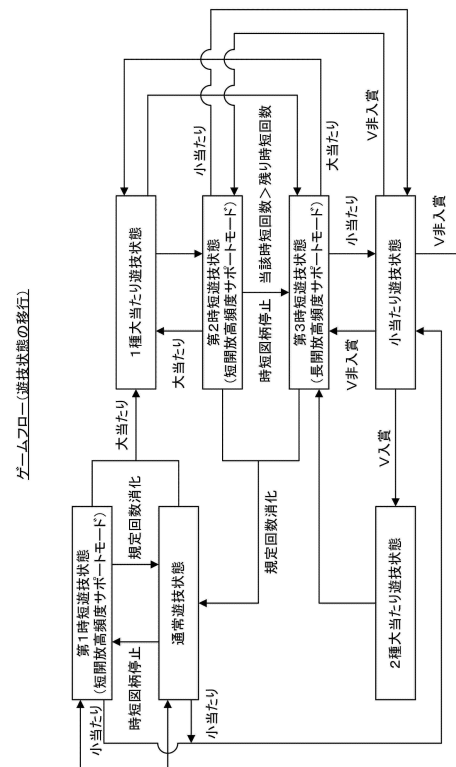 ゲームフロー(遊技状態の移行)
第1時短遊技状態
(短開放高頻度サポートモード)
小当たり
時短図柄停止
規定回数消化
通常遊技状態
小当たり
大当たり
1種大当たり遊技状態
大当たり
小当たり
第2時短遊技状態
(短開放高頻度サポートモード)
時短図柄停止
当該時短回数>残り時短回数
規定回数消化
第3時短遊技状態
(長開放高頻度サポートモード)
大当たり
V非入賞
小当たり
V非入賞
小当たり遊技状態
V入賞
V非入賞
2種大当たり遊技状態